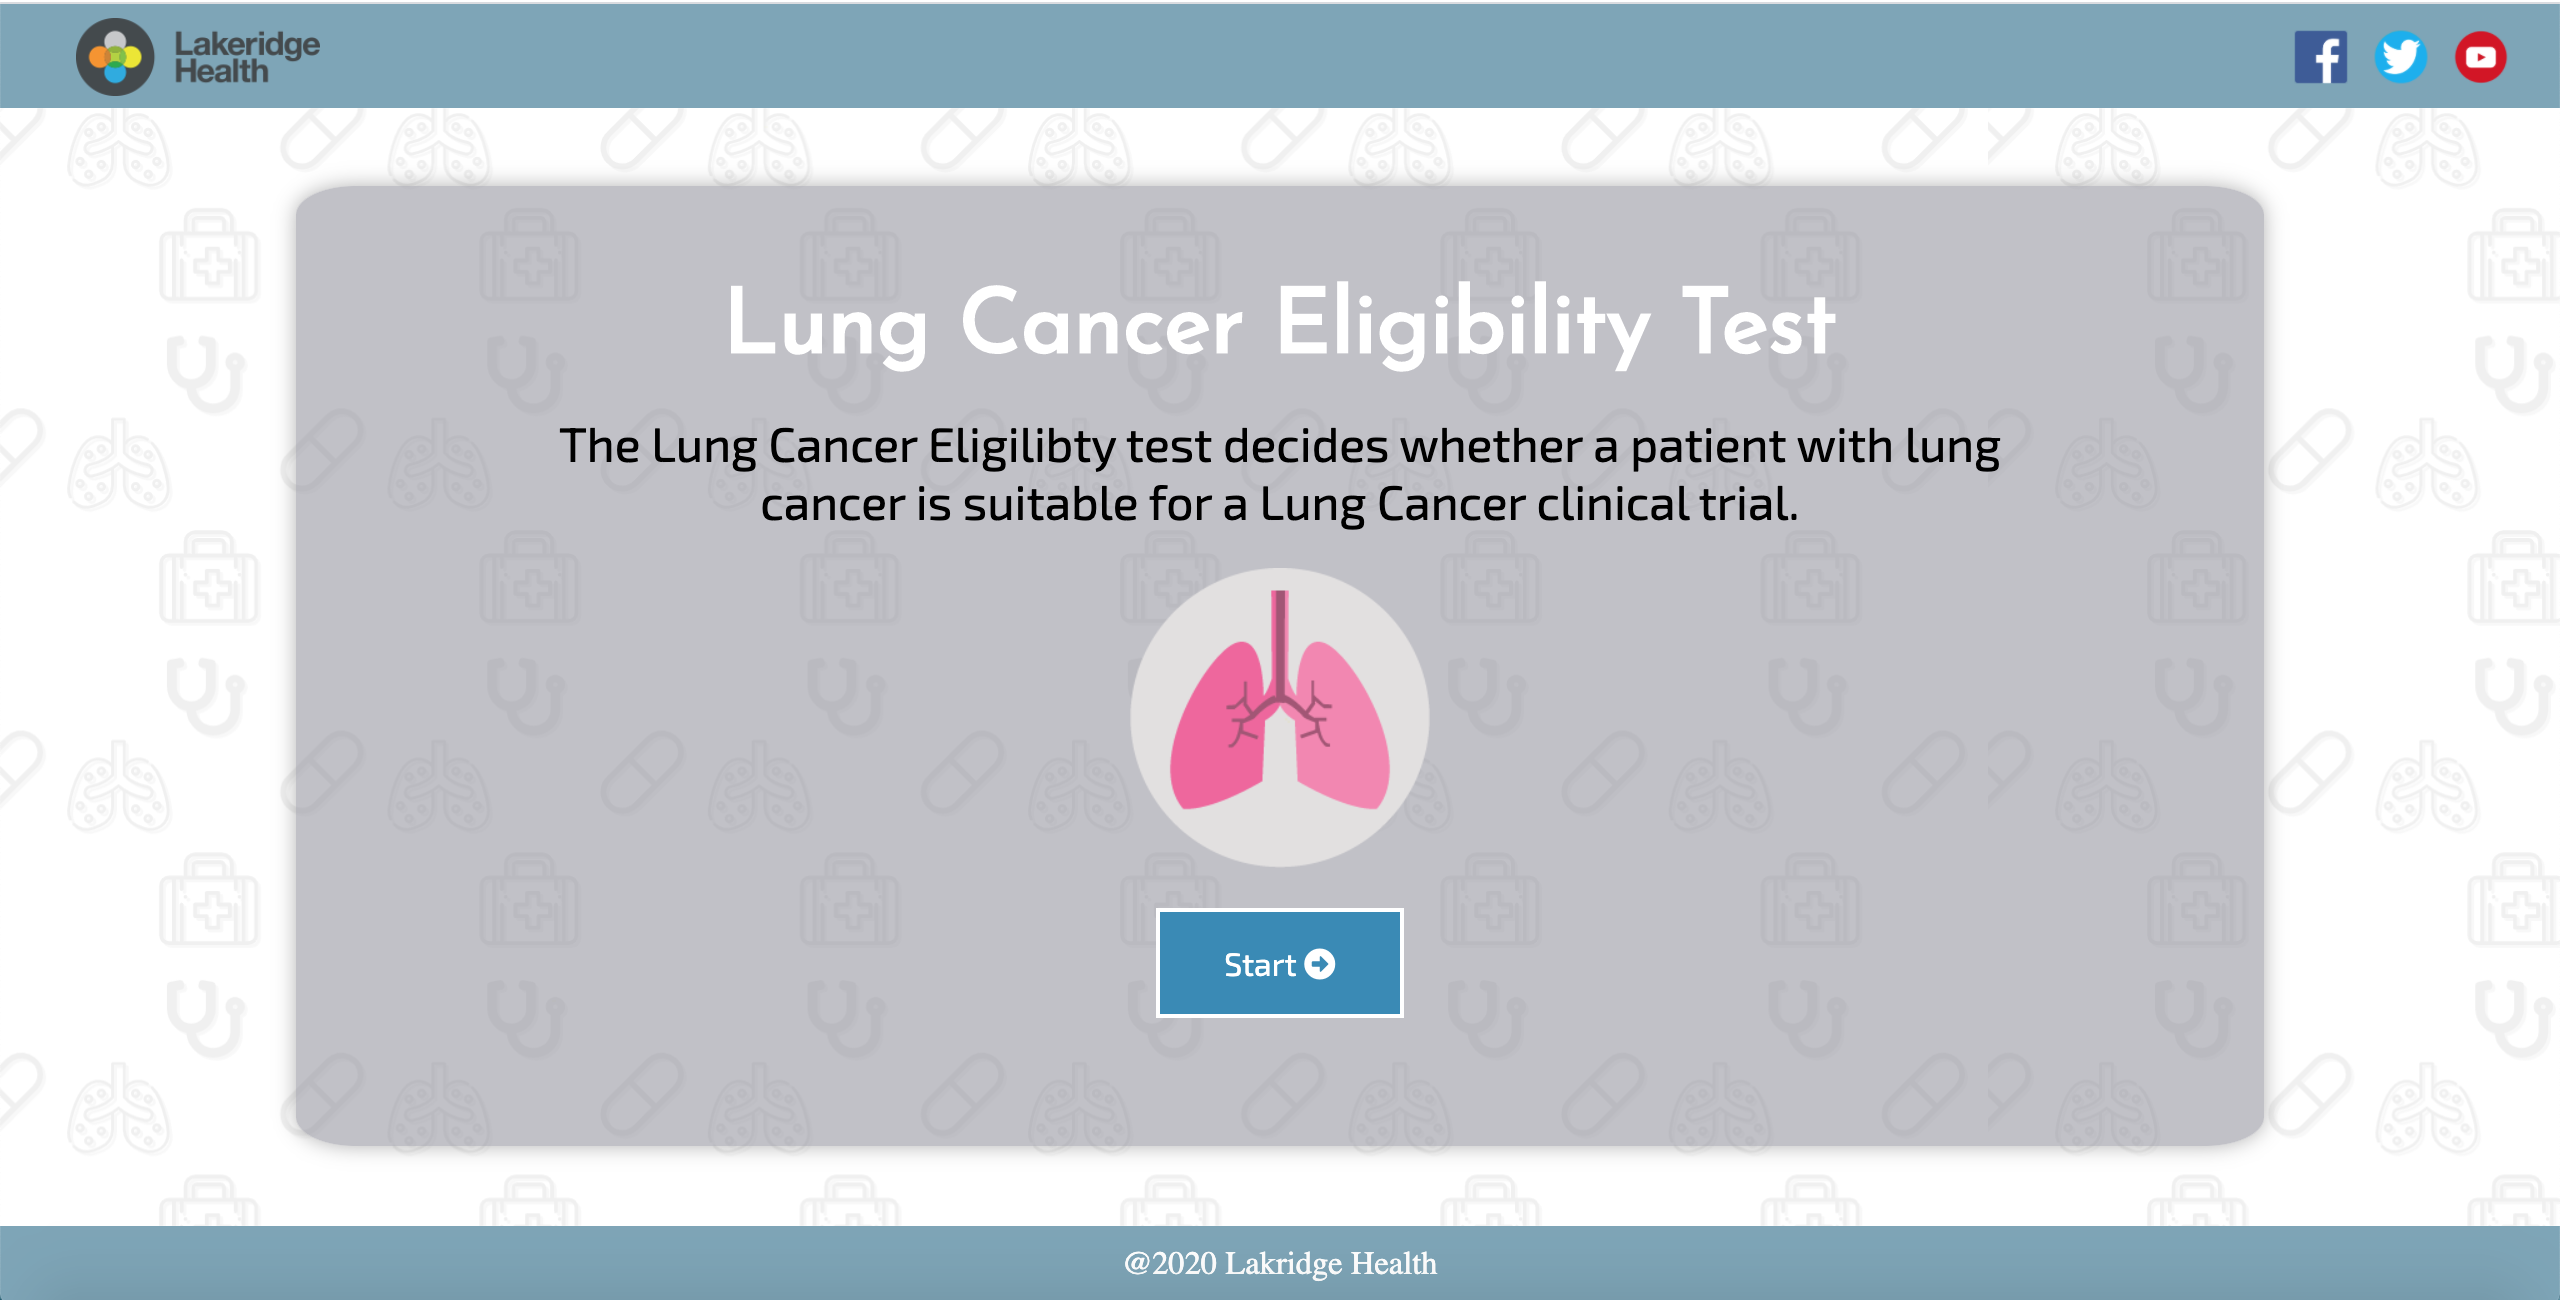 Lakeridge
Health
Lung Cancer Eligibility Test
The Lung Cancer Eligilibty test decides whether a patient with lung
cancer is suitable for a Lung Cancer clinical trial.
Start
@2020 Lakridge Health